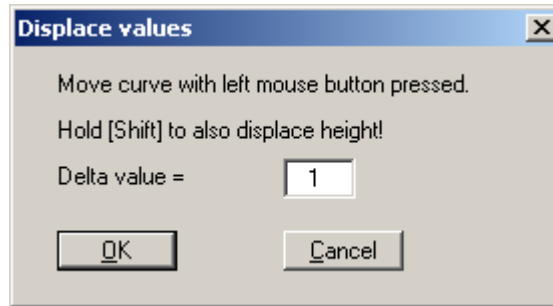 Displace values
Move curve with left mouse button pressed.
Hold [Shift] to also displace height!
Delta value = 1
OK Cancel